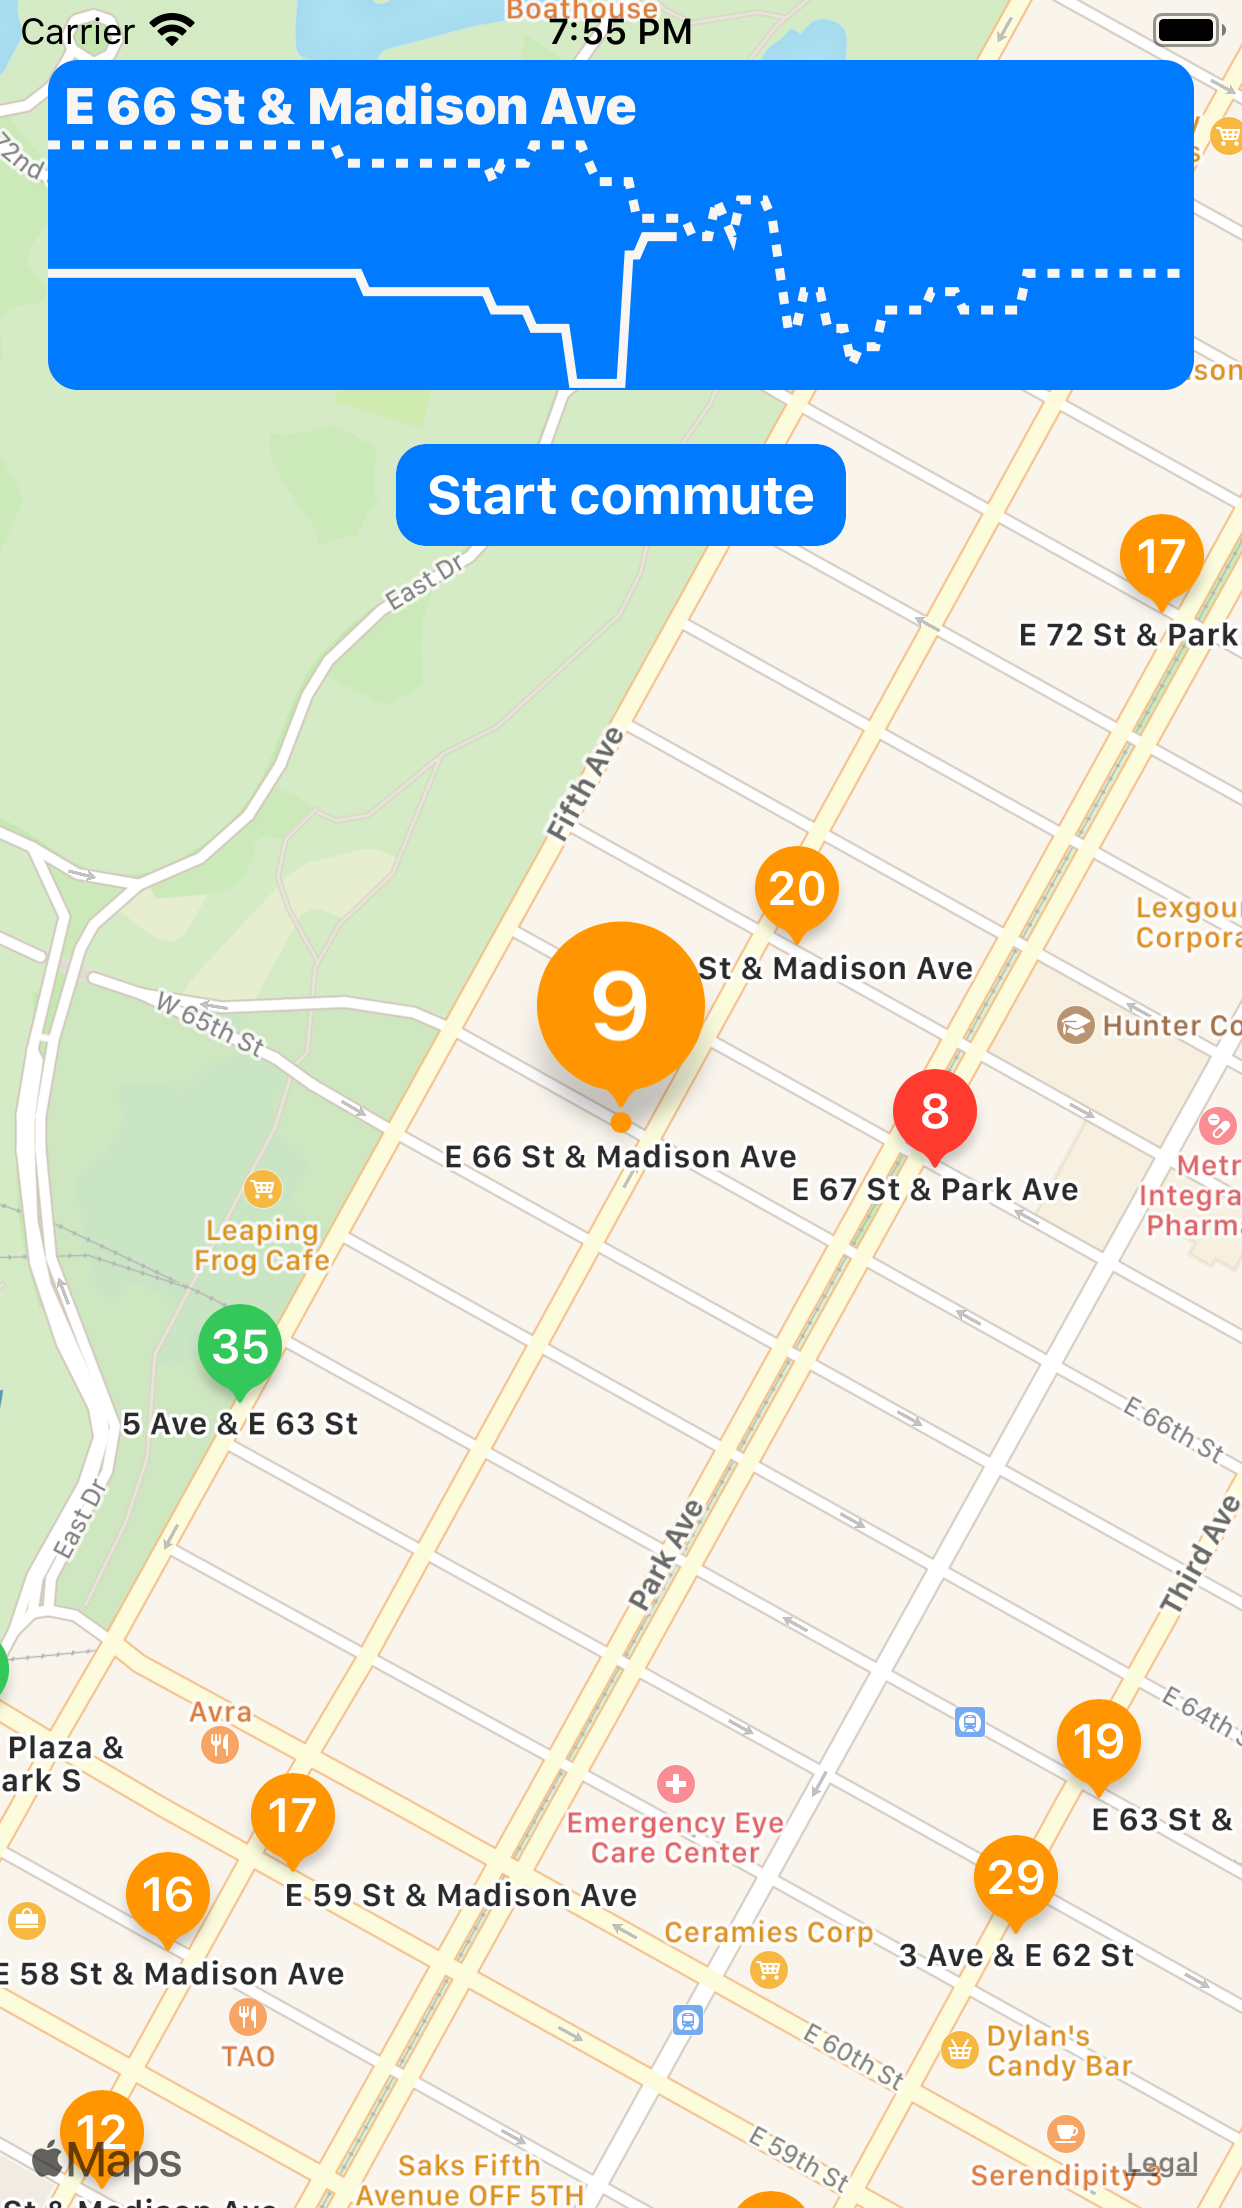 Boathouse
Carrier
7:55 PM
E 66 St & Madison Ave
72nd
Start commute
East Dr
17
E 72 St & Park
Fifth Ave
20
St & Madison Ave
Lexgou
Corpora
9
W 65th St
Hunter Co
8
E 66 St & Madison Ave
E 67 St & Park Ave
Metr
Integra
Pharma
Leaping
Frog Cafe
35
5 Ave & E 63 St
E 66th St
East Dr
Park Ave
Third Ave
E 64th S
Avra
Plaza &
ark S
19
E 63 St &
17
Emergency Eye
Care Center
29
16
E 59 St & Madison Ave
Ceramies Corp
3 Ave & E 62 St
E 58 St & Madison Ave
TAO
E 60th St
Dylan's
Candy Bar
12
Maps
E 59th St
Saks Fifth
Avenue OFF 5TH
Legal
Serendipity 3
St & Madison Ave